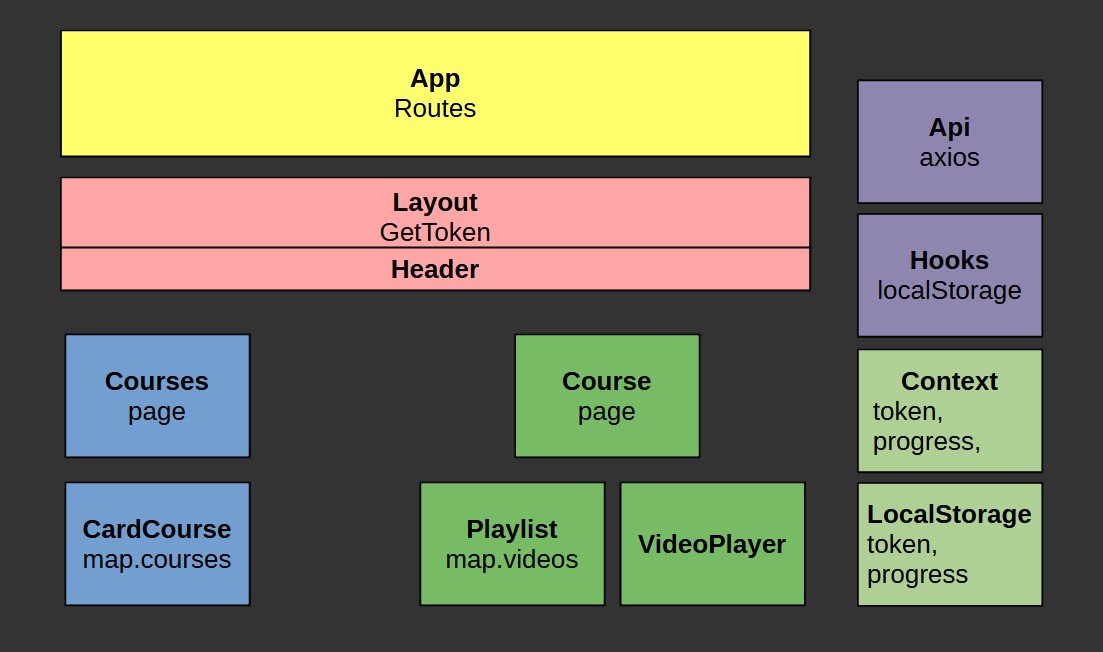 App
Routes
Layout
GetToken
Header
Courses
page
CardCourse
map.courses
Course
page
Playlist
map.videos
VideoPlayer
Api
axios
Hooks
localStorage
Context
token,
progress,
LocalStorage
token,
progress